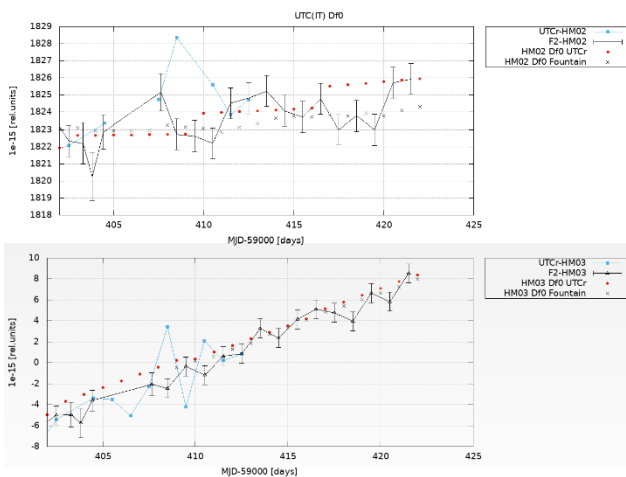 UTC(IT) Df0
1829
1828
1827
1826
1825
1824
1823
1822
1821
1820
1819
1818
1e-15 [rel.units]
405
410
415
420
425
MJD-59000 [days]
UTCr-HM02
F2-HM02
HM02 Df0 UTCr
HM02 Df0 Fountain
10
8
6
4
2
0
-2
-4
-6
-8
1e-15 [rel.units]
405
410
415
420
425
MJD-59000 [days]
UTCr-HM03
F2-HM03
HM03 Df0 UTCr
HM03 Df0 Fountain